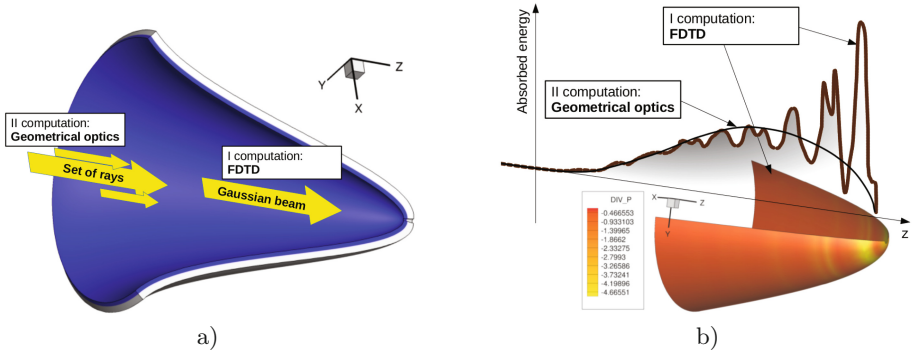 II computation:
Geometrical optics
Set of rays
I computation:
FDTD
Gaussian beam
Y
Z
X
a)
Absorbed energy
I computation:
FDTD
II computation:
Geometrical optics
DIV_P
-0.466553
-0.933103
-1.39965
-1.8662
-2.33275
-2.7993
-3.26586
-3.73241
-4.19896
-4.66551
X
Z
Y
z
b)